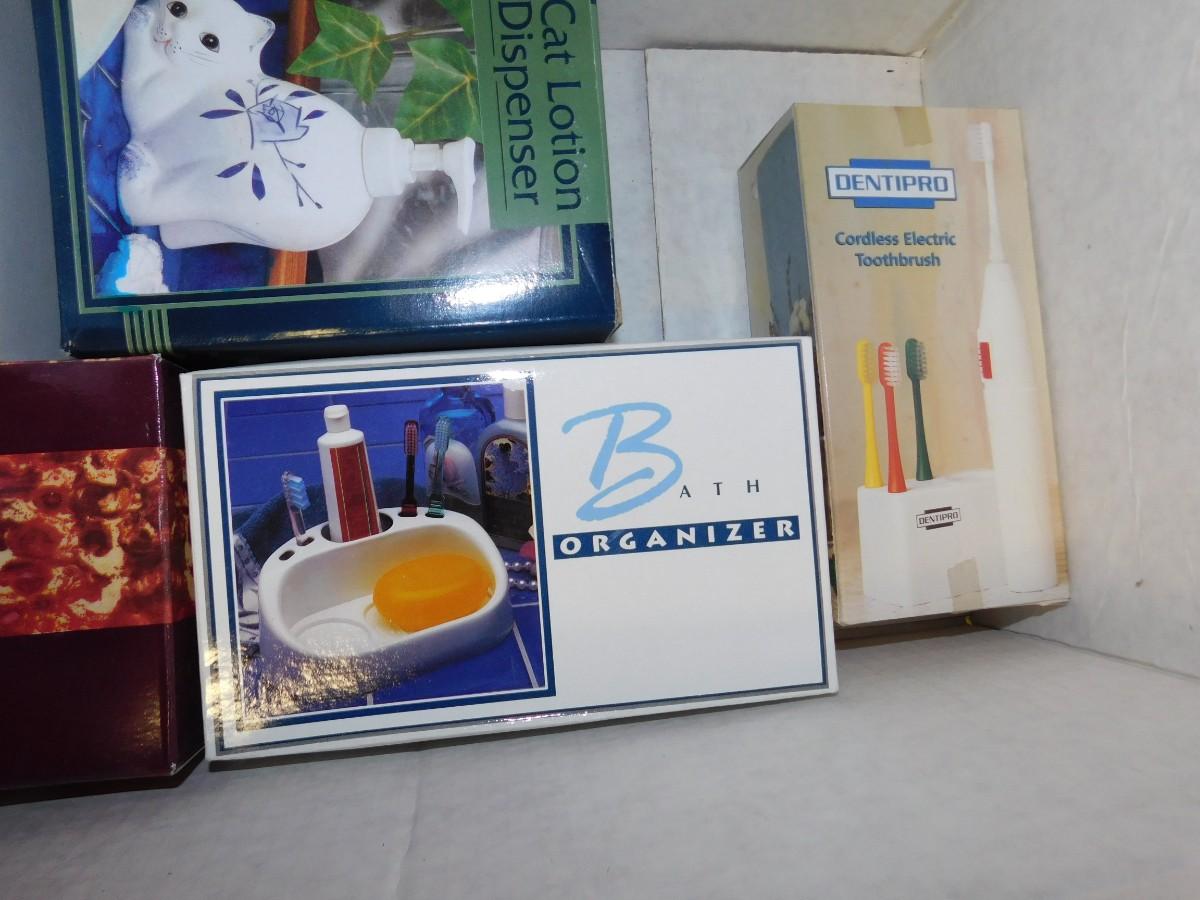 Cat Lotion
Dispenser
DENTIPRO
Cordless Electric
Toothbrush
DENTIPRO
BATH
ORGANIZER